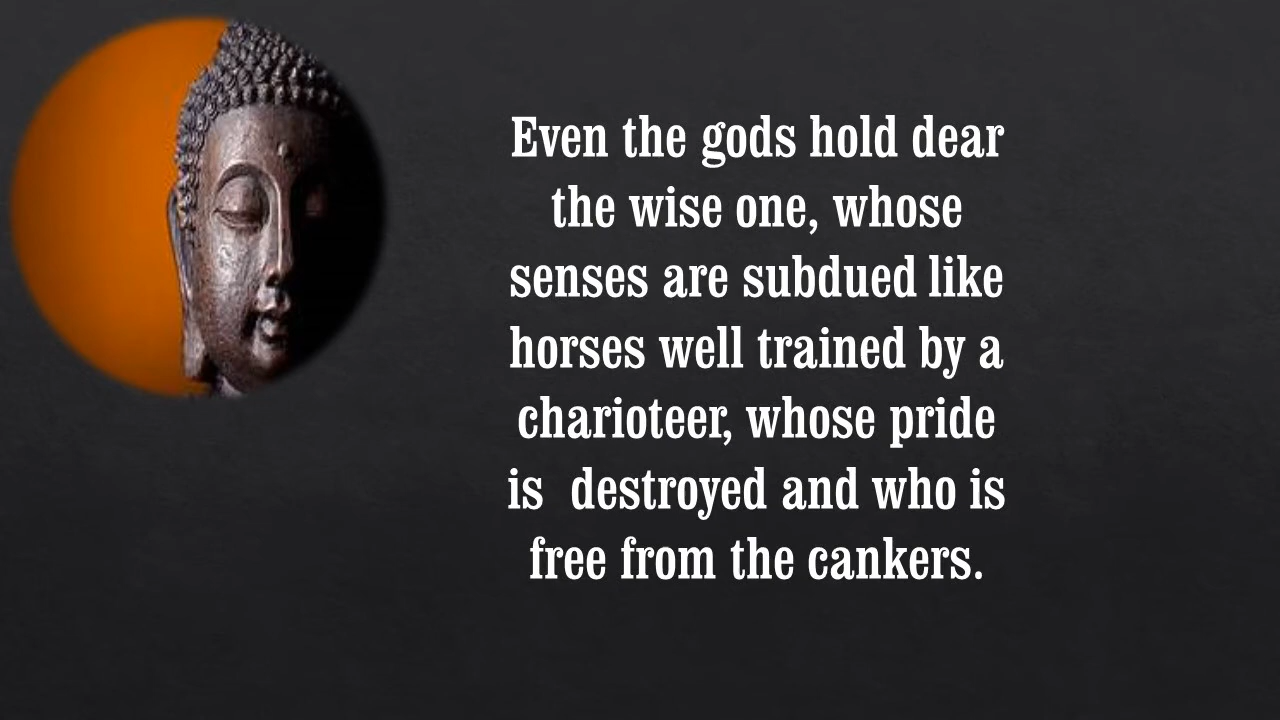 Even the gods hold dear
the wise one, whose
senses are subdued like
horses well trained by a
charioteer, whose pride
is  destroyed and who is
free from the cankers.